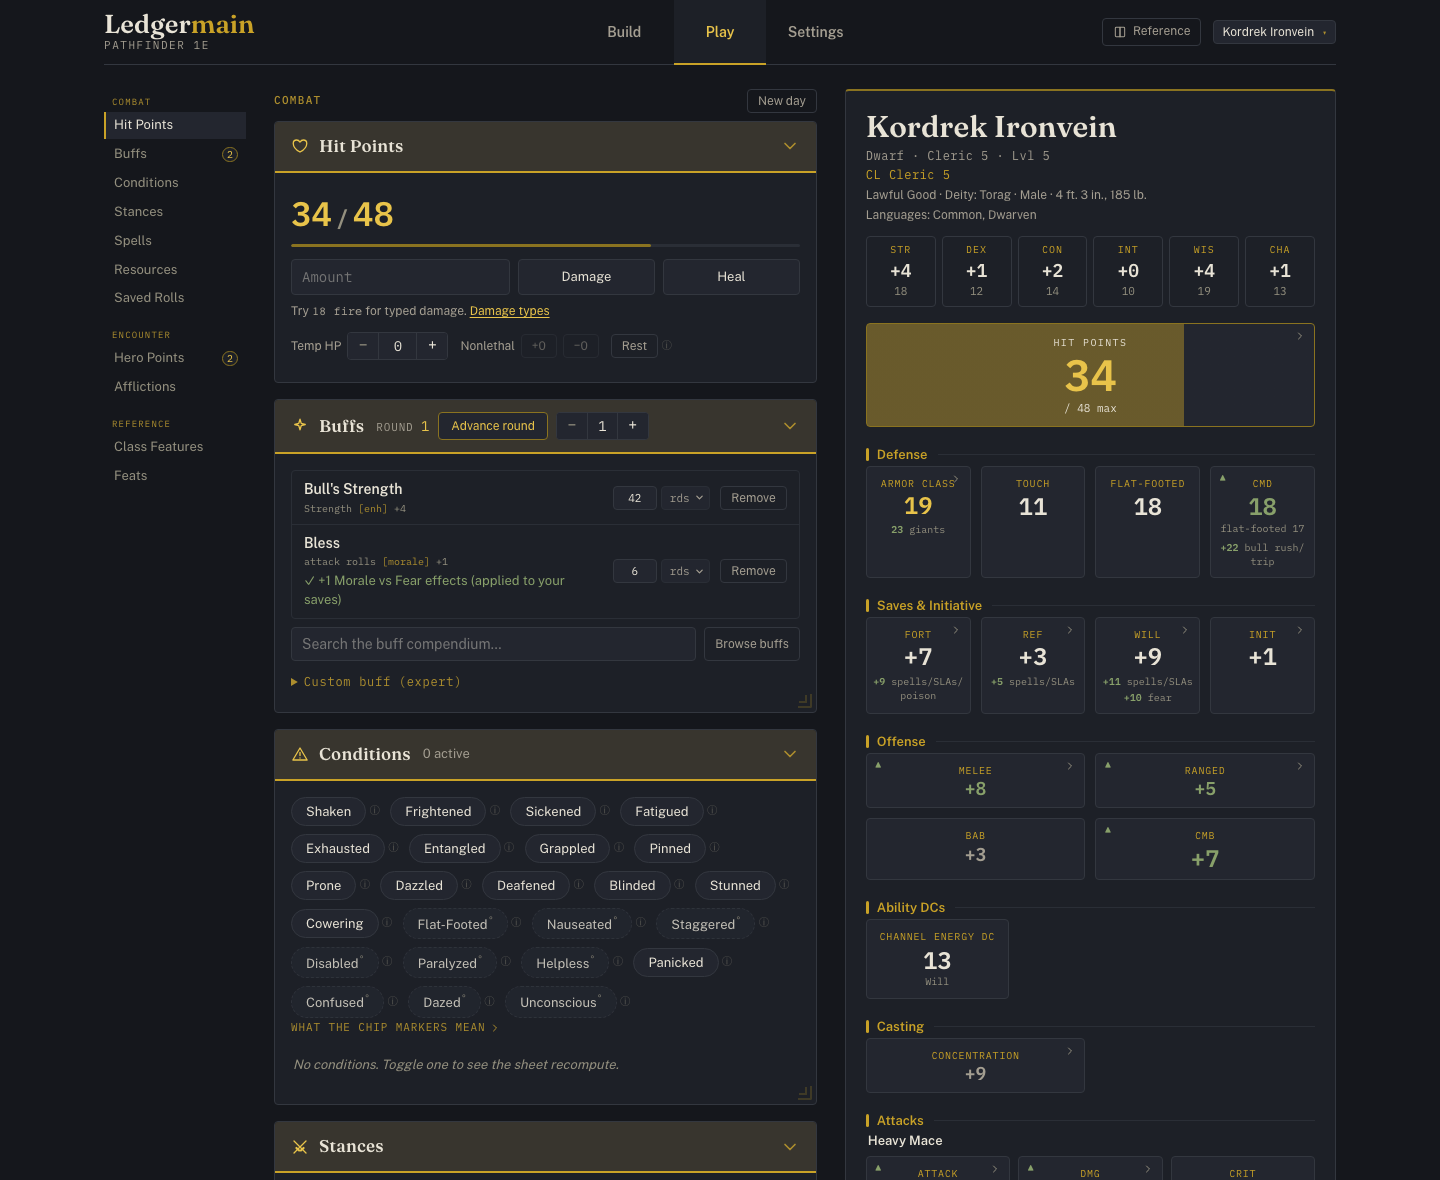 Ledgermain
PATHFINDER 1E
Build
Play
Settings
Reference
Kordrek Ironvein
COMBAT
Hit Points
Buffs 2
Conditions
Stances
Spells
Resources
Saved Rolls
ENCOUNTER
Hero Points 2
Afflictions
REFERENCE
Class Features
Feats
COMBAT
New day
Hit Points
34 / 48
Amount
Damage
Heal
Try 18 fire for typed damage. Damage types
Temp HP − 0 + Nonlethal +0 −0 Rest
Buffs ROUND 1 Advance round − 1 +
Bull's Strength
Strength [enh] +4
42 rds Remove
Bless
attack rolls [morale] +1
✓ +1 Morale vs Fear effects (applied to your
saves)
6 rds Remove
Search the buff compendium...
Browse buffs
Custom buff (expert)
Conditions 0 active
Shaken Frightened Sickened Fatigued
Exhausted Entangled Grappled Pinned
Prone Dazzled Deafened Blinded Stunned
Cowering Flat-Footed° Nauseated° Staggered°
Disabled° Paralyzed° Helpless° Panicked
Confused° Dazed° Unconscious°
WHAT THE CHIP MARKERS MEAN
No conditions. Toggle one to see the sheet recompute.
Stances
Kordrek Ironvein
Dwarf · Cleric 5 · Lvl 5
CL Cleric 5
Lawful Good · Deity: Torag · Male · 4 ft. 3 in., 185 lb.
Languages: Common, Dwarven
STR DEX CON INT WIS CHA
+4 +1 +2 +0 +4 +1
18 12 14 10 19 13
HIT POINTS
34
/ 48 max
Defense
ARMOR CLASS
19
23 giants
TOUCH
11
FLAT-FOOTED
18
CMD
18
flat-footed 17
+22 bull rush/
trip
Saves & Initiative
FORT
+7
+9 spells/SLAs/
poison
REF
+3
+5 spells/SLAs
WILL
+9
+11 spells/SLAs
+10 fear
INIT
+1
Offense
MELEE
+8
RANGED
+5
BAB
+3
CMB
+7
Ability DCs
CHANNEL ENERGY DC
13
Will
Casting
CONCENTRATION
+9
Attacks
Heavy Mace
ATTACK DMG CRIT